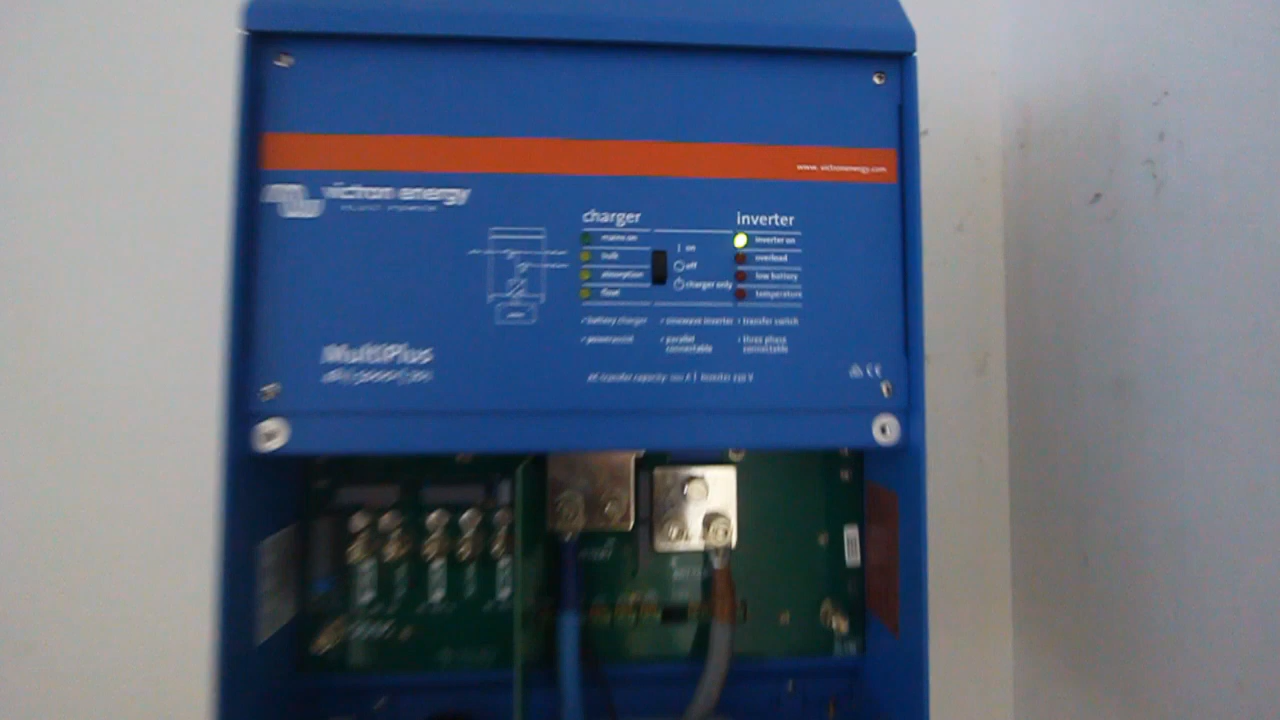 www. victronenergy.com
victron energy
charger
inverter
mains on
inverter on
on
bulk
overload
off
absorption
low battery
charger only
float
temperature
battery charger
sinewave inverter
transfer switch
powerassist
parallel connectable
three phase connectable
MultiPlus
CE